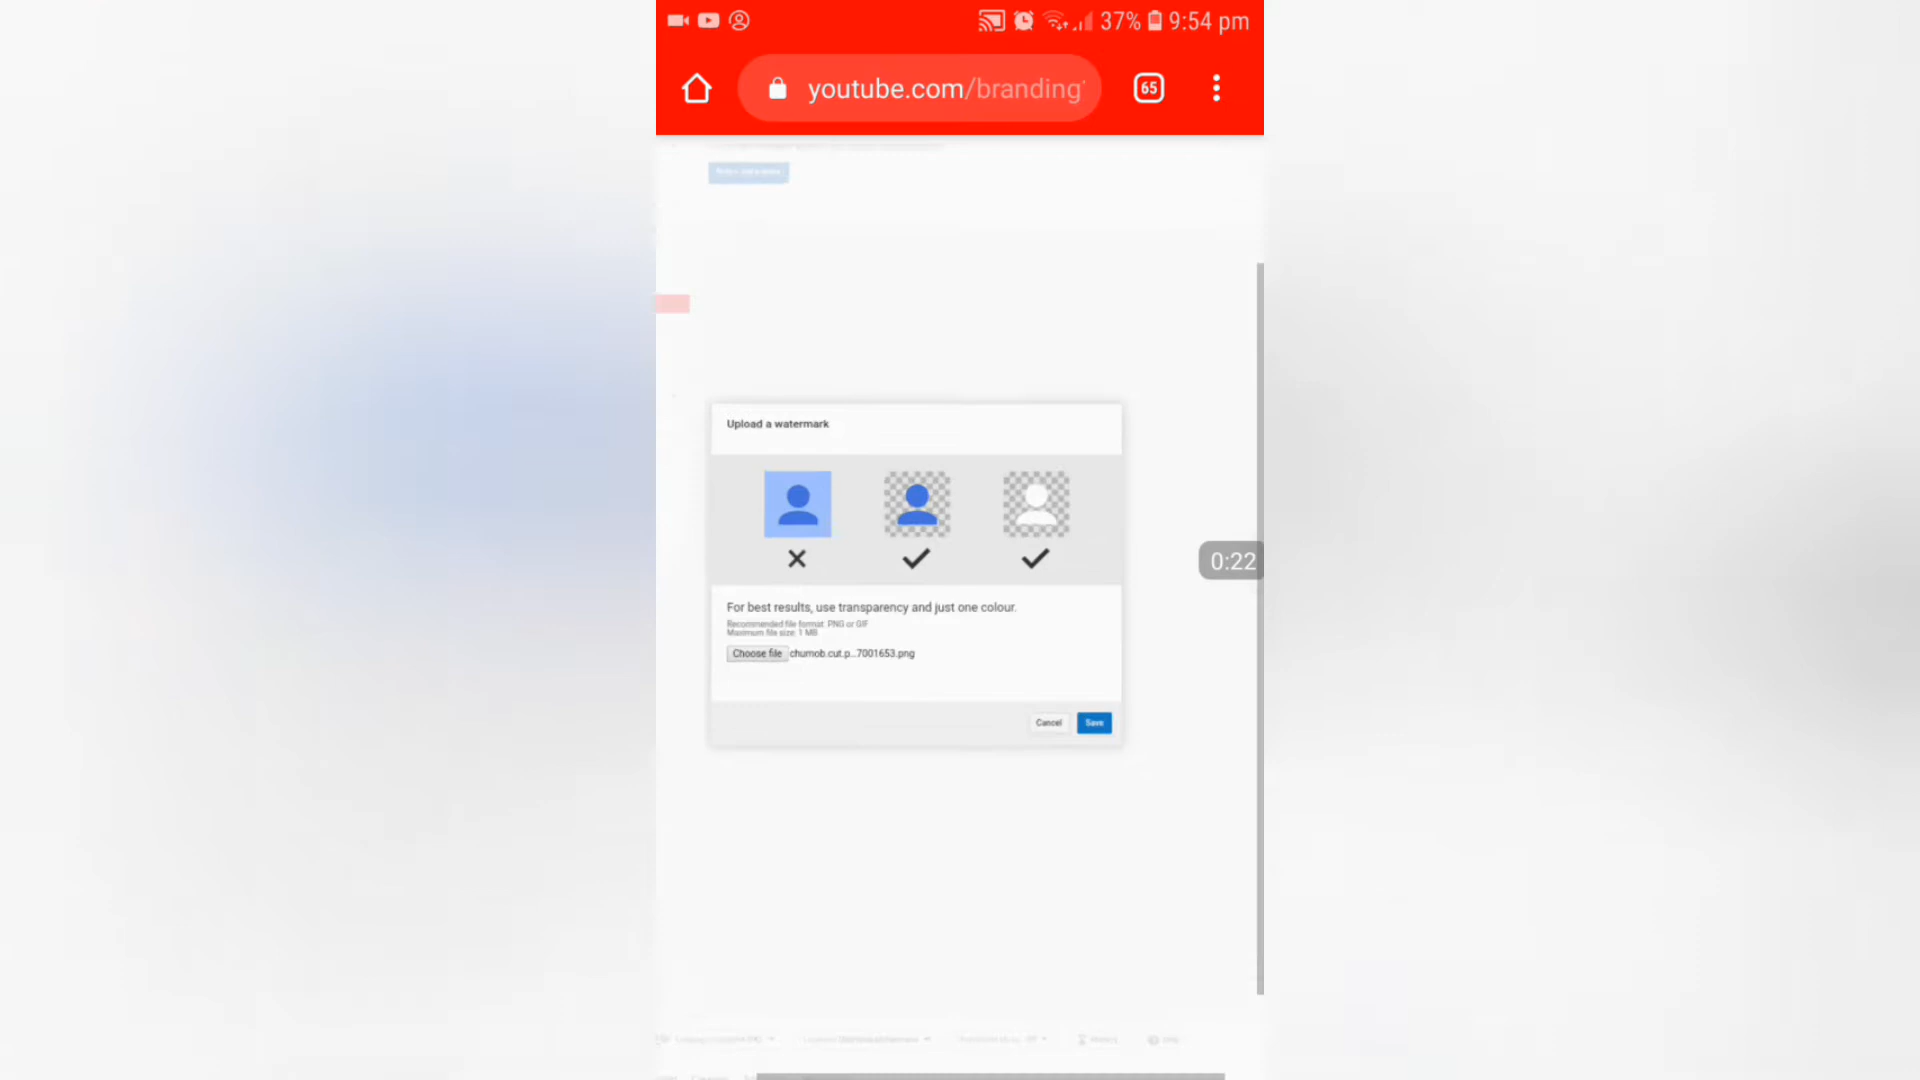 37% 9:54 pm
youtube.com/branding
65
Upload a watermark
For best results, use transparency and just one colour.
Recommended file format: PNG or GIF
Maximum file size: 1 MB
Choose file chumob.cut.p...7001653.png
0:22
Cancel Save